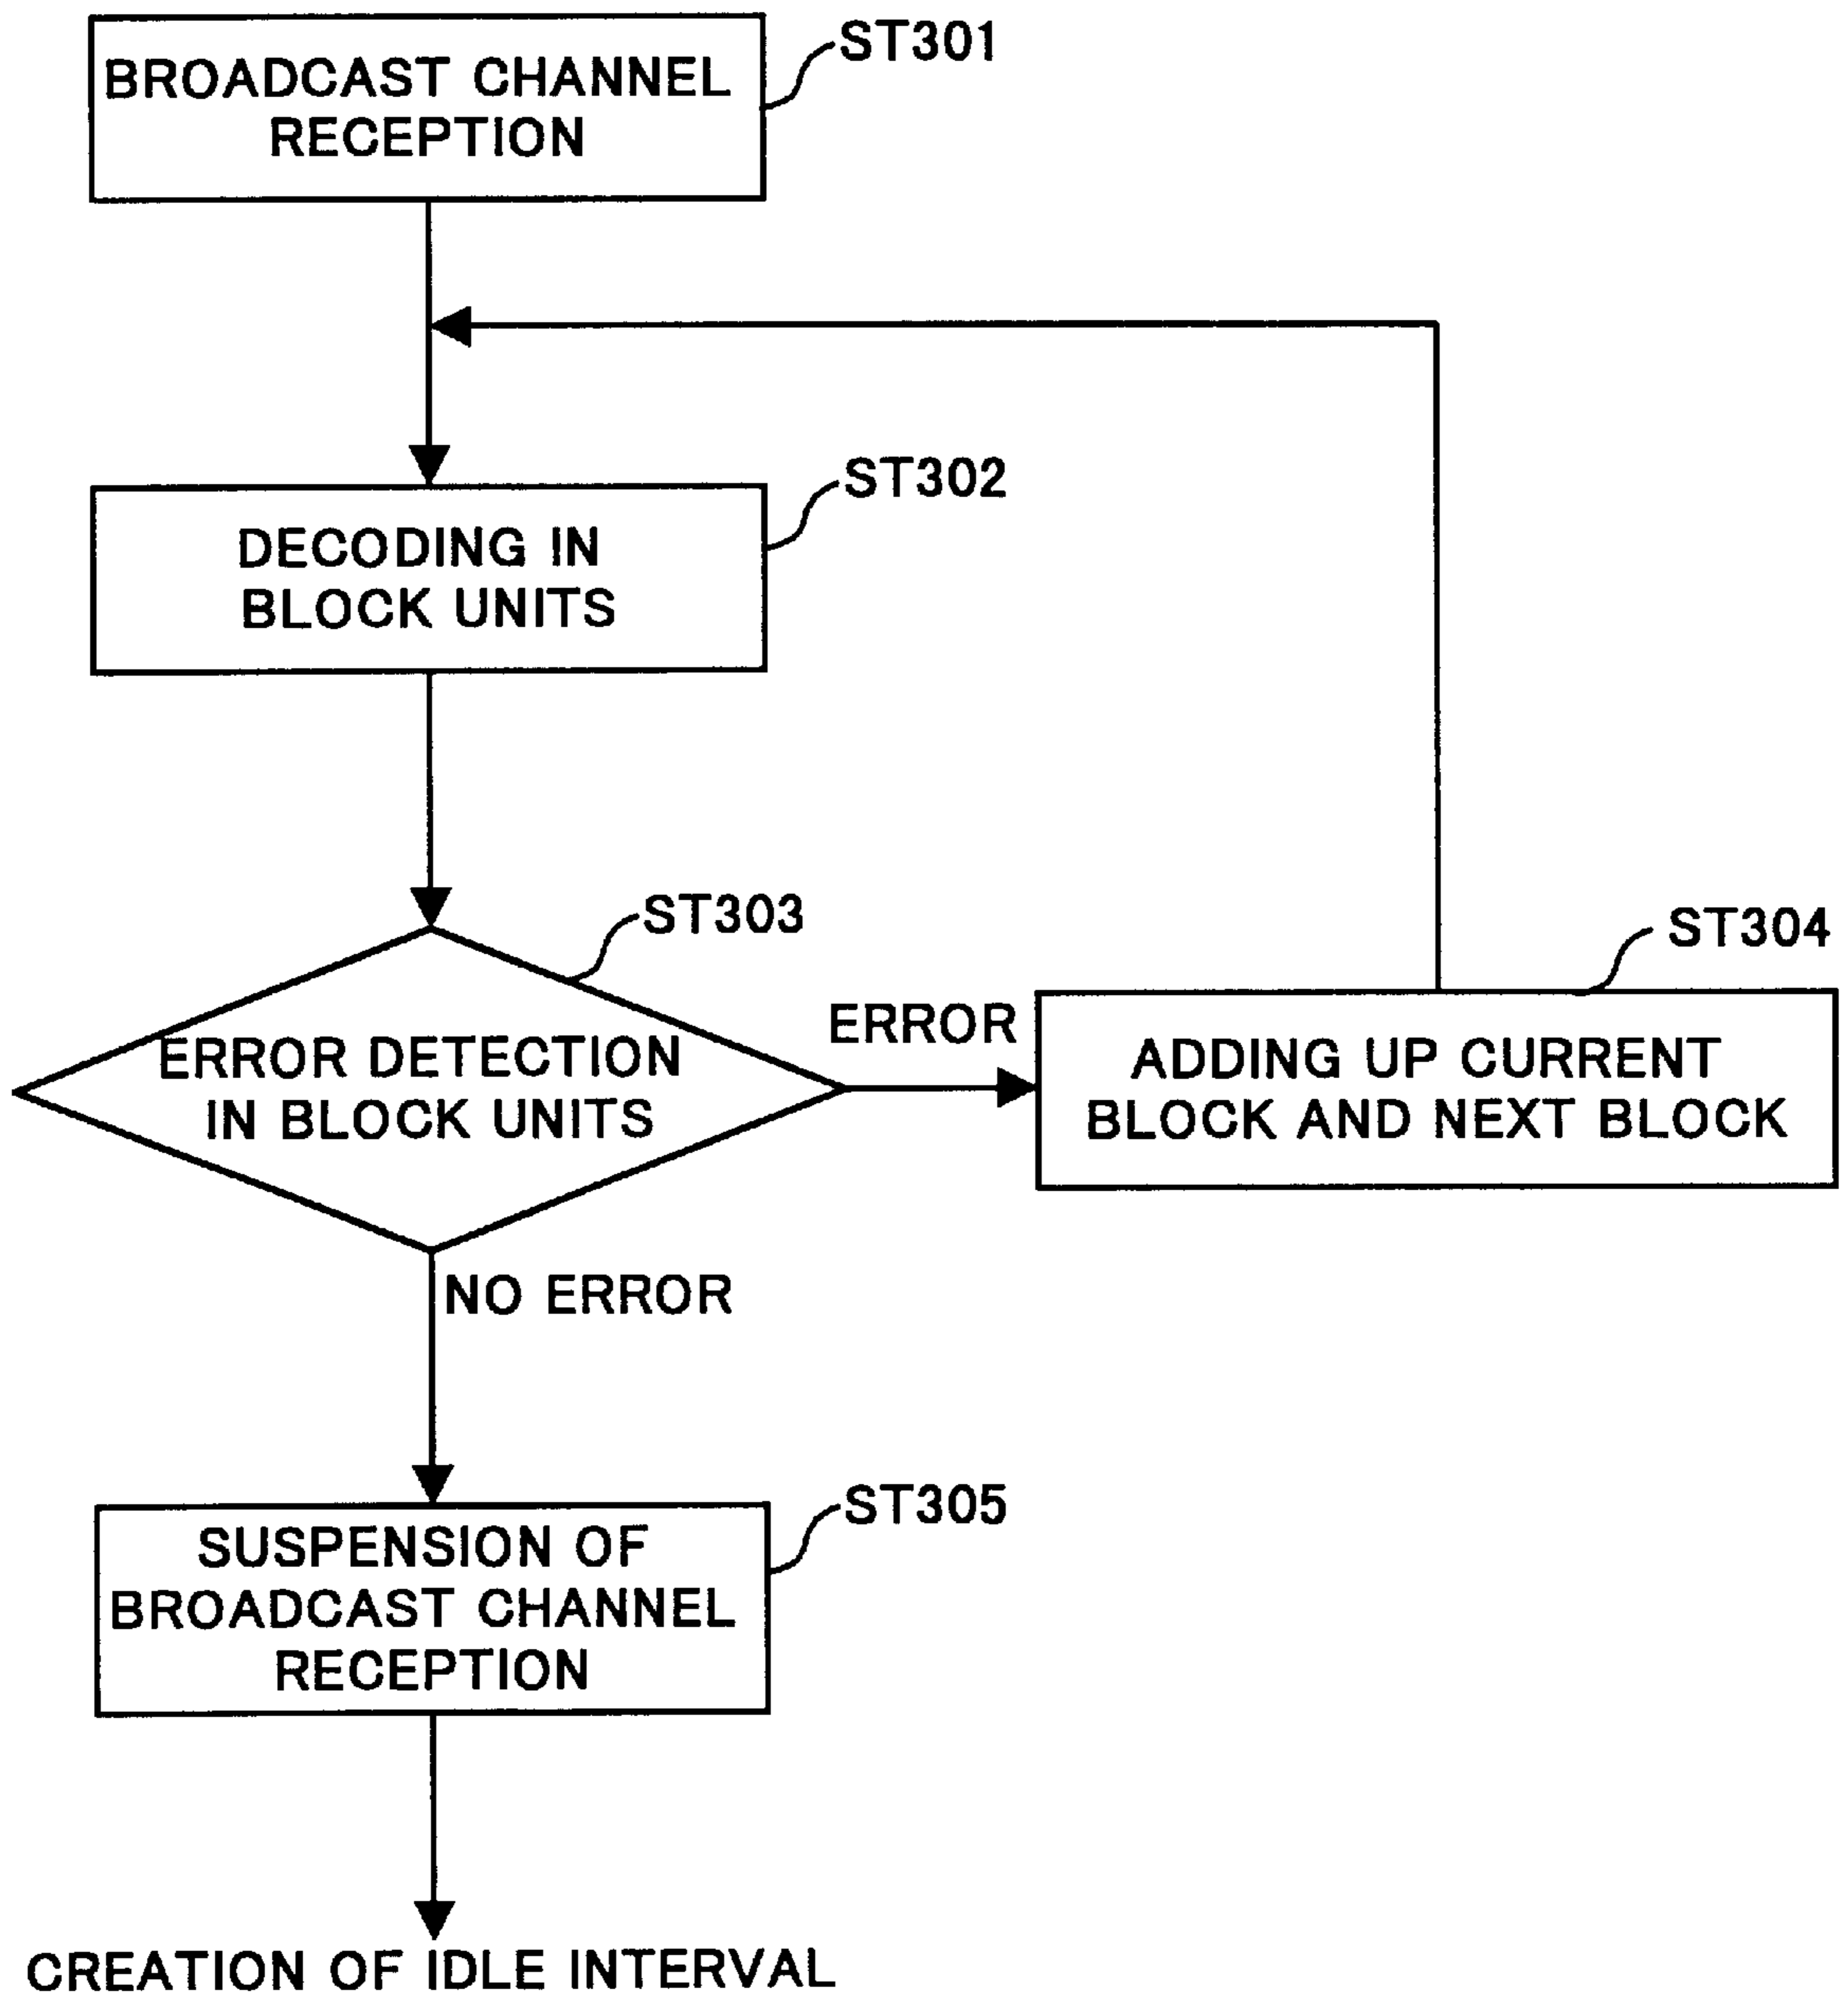 BROADCAST CHANNEL
RECEPTION
ST301
DECODING IN
BLOCK UNITS
ST302
ERROR DETECTION
IN BLOCK UNITS
ST303
ERROR
ADDING UP CURRENT
BLOCK AND NEXT BLOCK
ST304
NO ERROR
SUSPENSION OF
BROADCAST CHANNEL
RECEPTION
ST305
CREATION OF IDLE INTERVAL